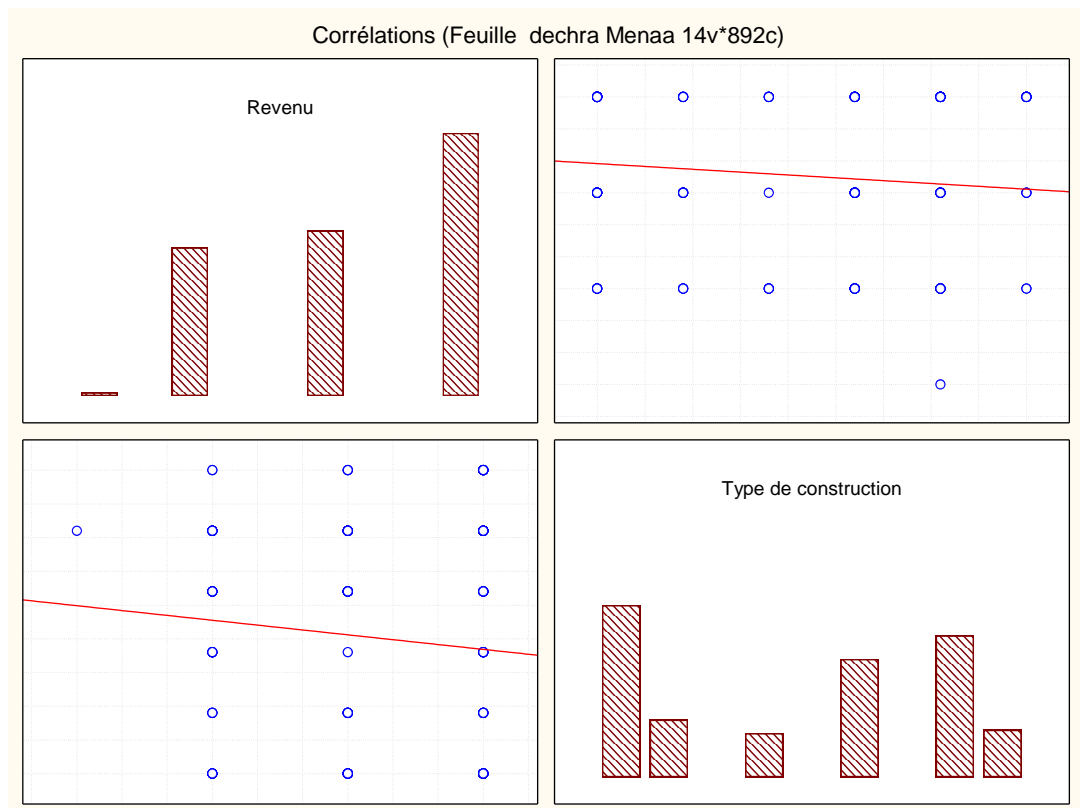 Corrélations (Feuille  dechra Menaa 14v*892c)
Revenu
Type de construction